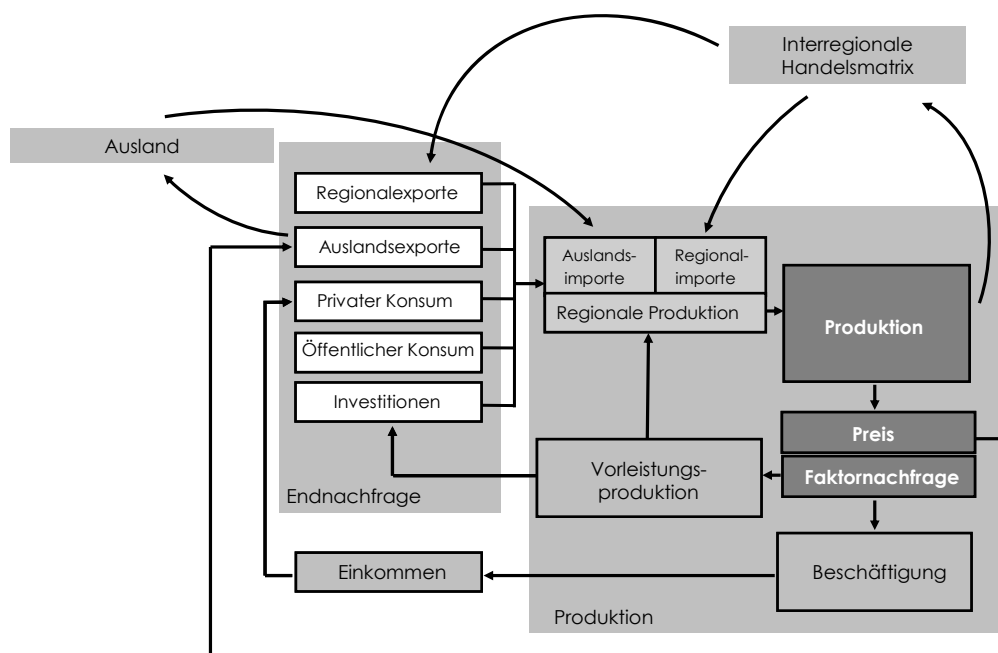 Interregionale
Handelsmatrix
Ausland
Regionalexporte
Auslandsexporte
Privater Konsum
Öffentlicher Konsum
Investitionen
Endnachfrage
Auslands-
importe
Regional-
importe
Regionale Produktion
Produktion
Preis
Faktornachfrage
Vorleistungs-
produktion
Einkommen
Beschäftigung
Produktion